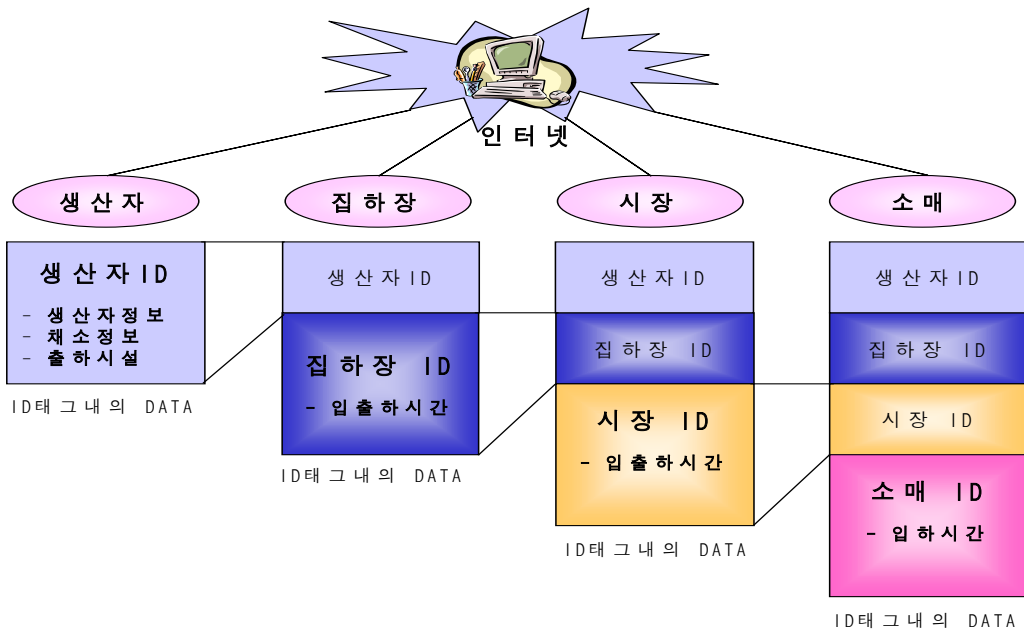 인터넷
생산자
집하장
시장
소매
생산자ID
- 생산자정보
- 채소정보
- 출하시설
ID태그내의 DATA
생산자ID
집하장 ID
- 입출하시간
ID태그내의 DATA
생산자ID
집하장 ID
시장 ID
- 입출하시간
ID태그내의 DATA
생산자ID
집하장 ID
시장 ID
소매 ID
- 입하시간
ID태그내의 DATA